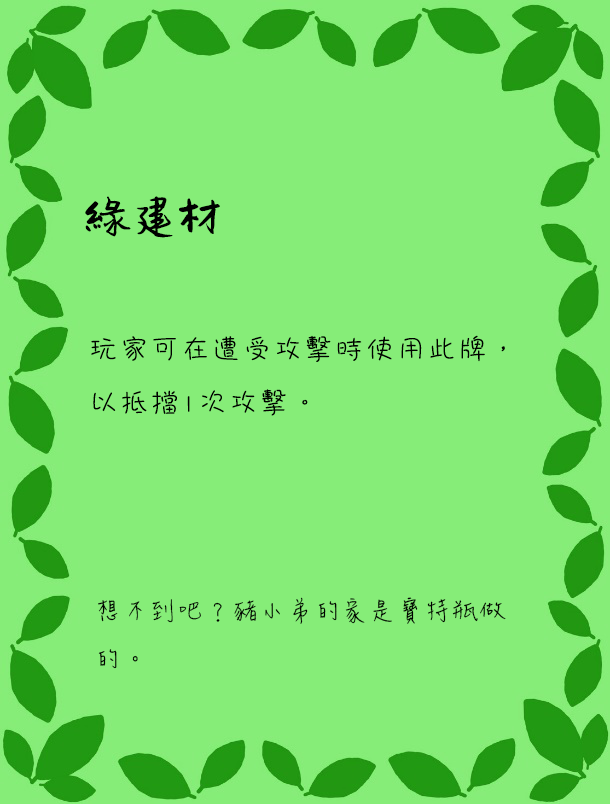 綠建材
玩家可在遭受攻擊時使用此牌，
以抵擋1次攻擊。
想不到吧？豬小弟的家是寶特瓶做
的。